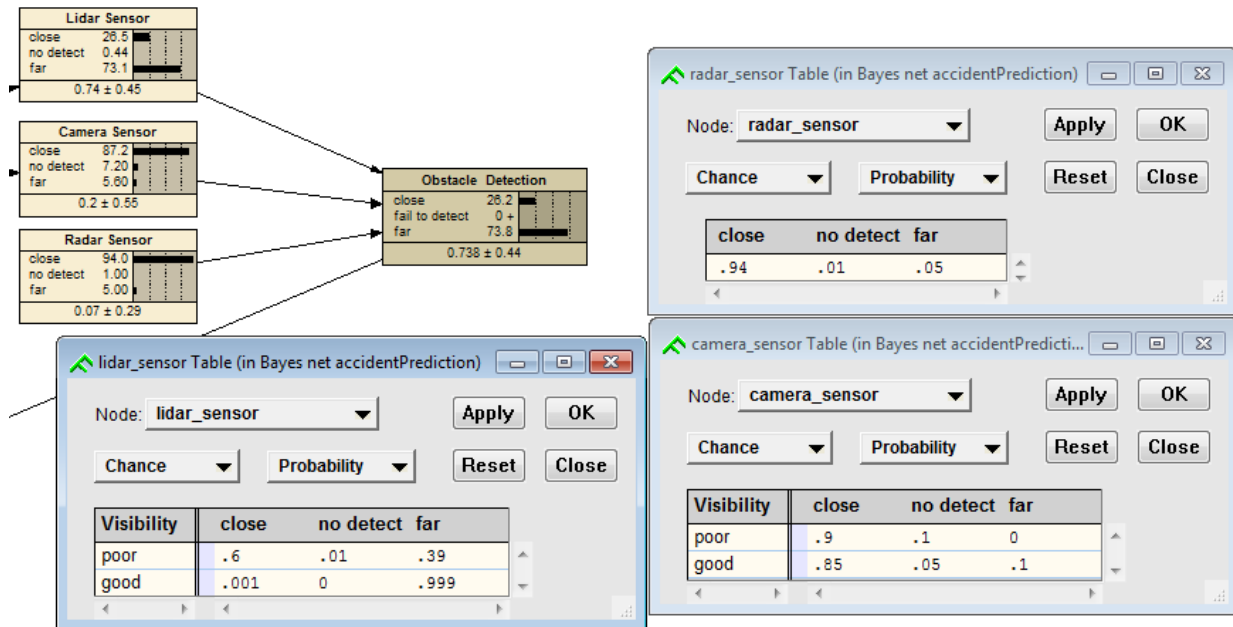 Lidar Sensor
close 26.5
no detect 0.44
far 73.1
0.74 ± 0.45
Camera Sensor
close 87.2
no detect 7.20
far 5.60
0.2 ± 0.55
Radar Sensor
close 94.0
no detect 1.00
far 5.00
0.07 ± 0.29
Obstacle Detection
close 26.2
fail to detect 0 +
far 73.8
0.738 ± 0.44
radar_sensor Table (in Bayes net accidentPrediction)
Node: radar_sensor Apply OK
Chance Probability Reset Close
close no detect far
.94 .01 .05
lidar_sensor Table (in Bayes net accidentPrediction)
Node: lidar_sensor Apply OK
Chance Probability Reset Close
Visibility close no detect far
poor .6 .01 .39
good .001 0 .999
camera_sensor Table (in Bayes net accidentPredicti...
Node: camera_sensor Apply OK
Chance Probability Reset Close
Visibility close no detect far
poor .9 .1 0
good .85 .05 .1